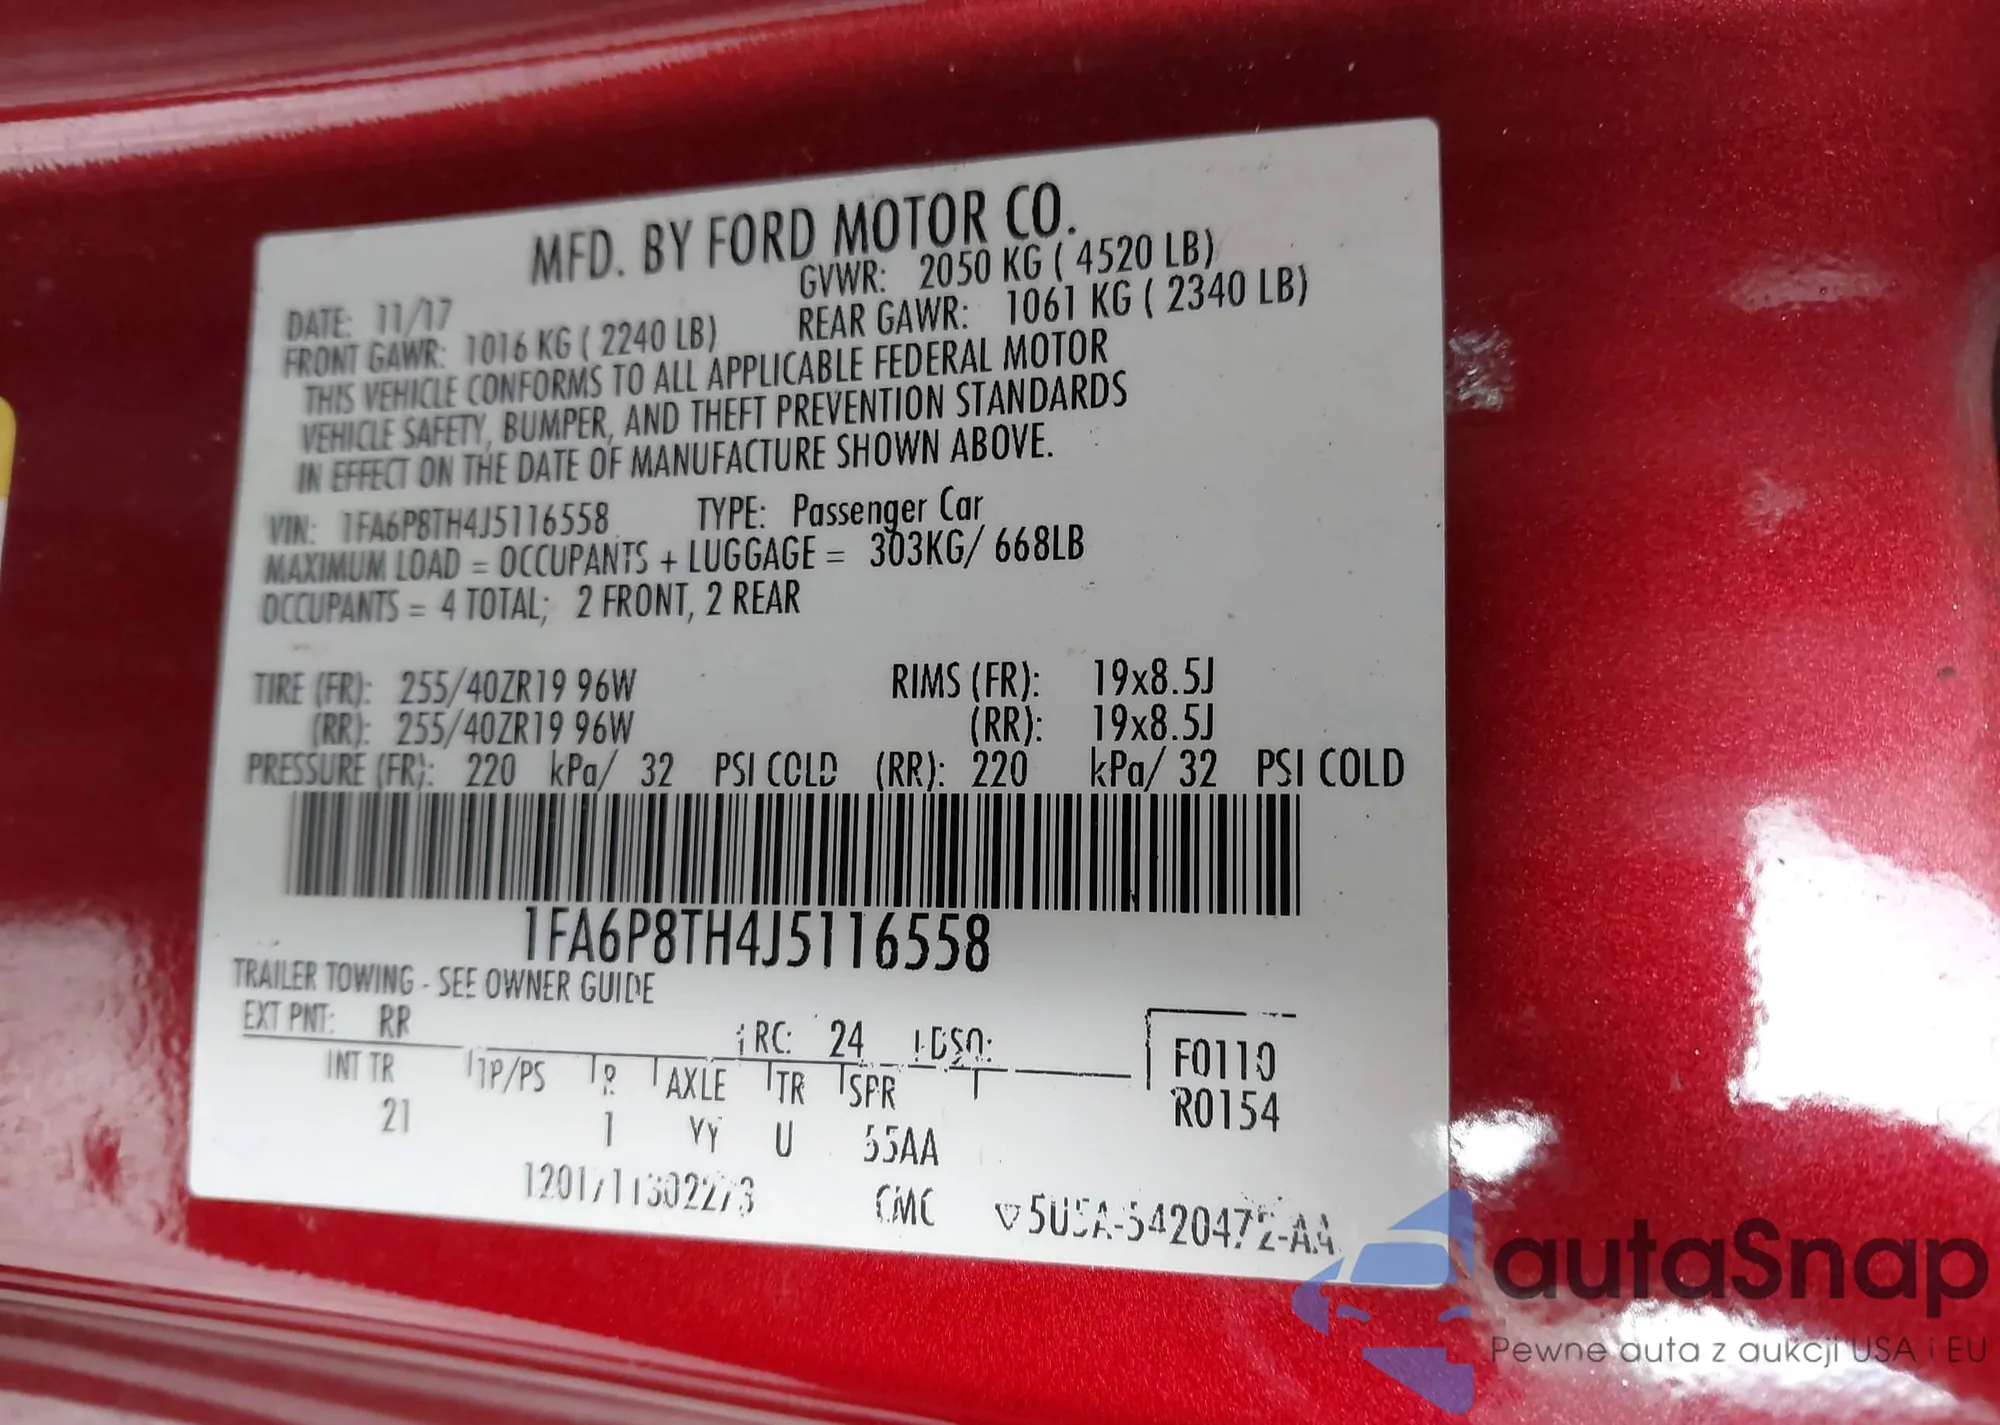 MFD. BY FORD MOTOR CO.
DATE: 11/17 GVWR: 2050 KG ( 4520 LB)
FRONT GAWR: 1016 KG ( 2240 LB) REAR GAWR: 1061 KG ( 2340 LB)
THIS VEHICLE CONFORMS TO ALL APPLICABLE FEDERAL MOTOR
VEHICLE SAFETY, BUMPER, AND THEFT PREVENTION STANDARDS
IN EFFECT ON THE DATE OF MANUFACTURE SHOWN ABOVE.
VIN: 1FA6P8TH4J5116558 TYPE: Passenger Car
MAXIMUM LOAD = OCCUPANTS + LUGGAGE = 303KG/ 668LB
OCCUPANTS = 4 TOTAL; 2 FRONT, 2 REAR
TIRE (FR): 255/40ZR19 96W RIMS (FR): 19x8.5J
(RR): 255/40ZR19 96W (RR): 19x8.5J
PRESSURE (FR): 220 kPa/ 32 PSI COLD (RR): 220 kPa/ 32 PSI COLD
1FA6P8TH4J5116558
TRAILER TOWING - SEE OWNER GUIDE
EXT PNT: RR RC: 24 DSO: F0110
INT TR TP/PS R AXLE TR SPR R0154
21 1 YY U 55AA
CMC
autaSnap
Pewne auta z aukcji USA i EU